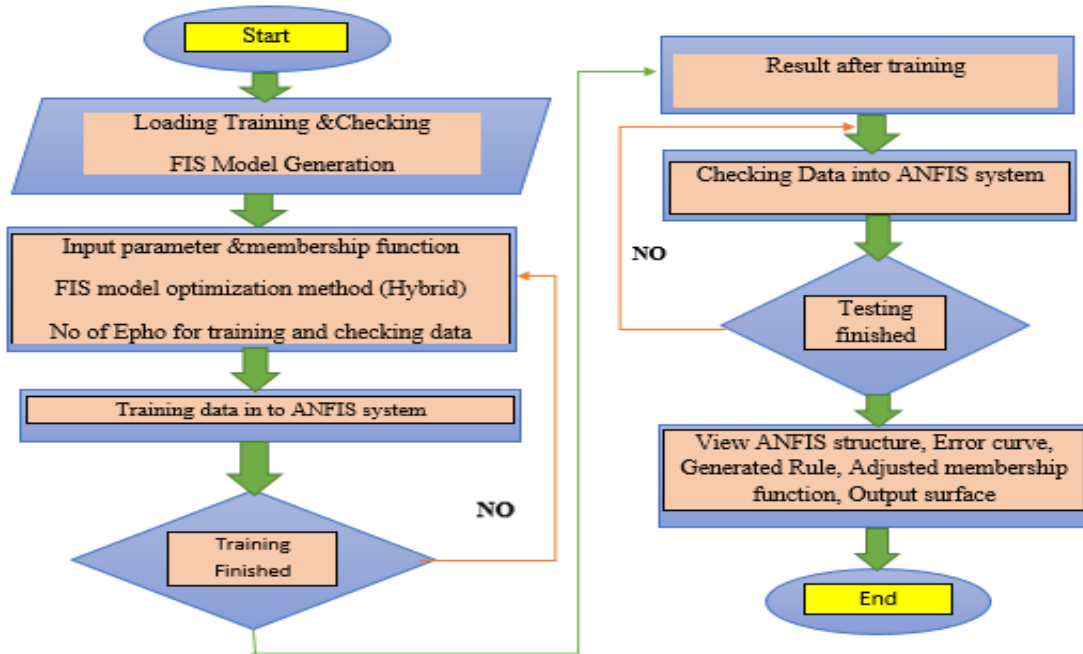 Start
Loading Training &Checking
FIS Model Generation
Input parameter &membership function
FIS model optimization method (Hybrid)
No of Epho for training and checking data
Training data in to ANFIS system
NO
Training
Finished
Result after training
Checking Data into ANFIS system
NO
Testing
finished
View ANFIS structure, Error curve,
Generated Rule, Adjusted membership
function, Output surface
End